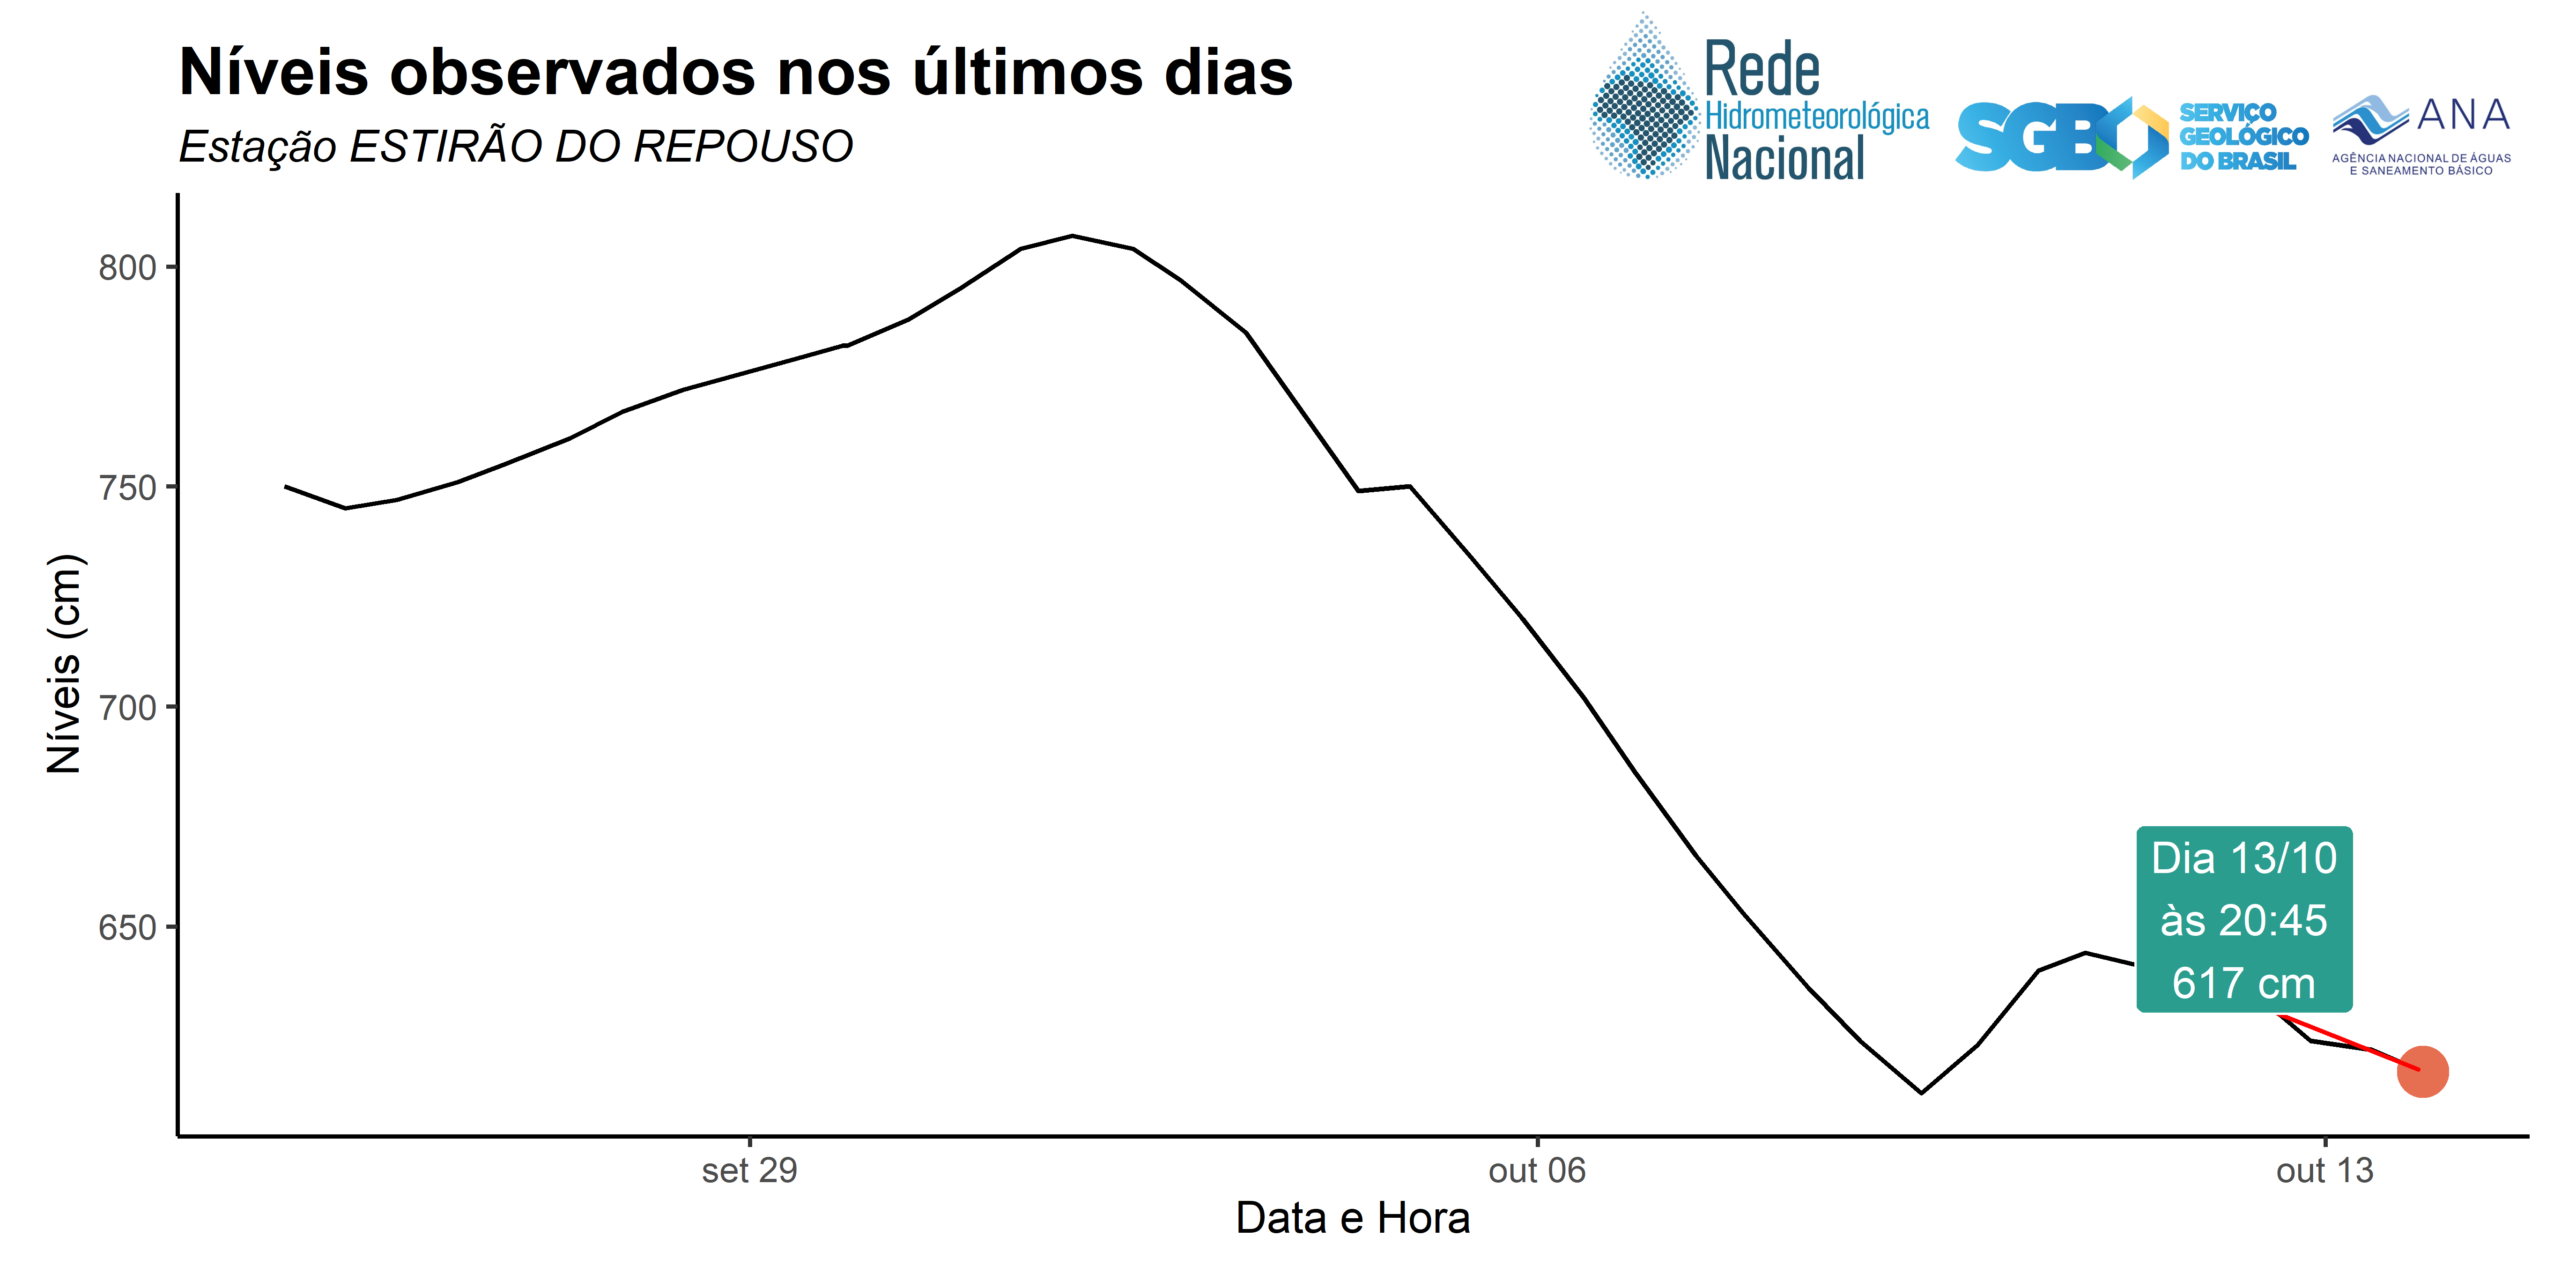 Níveis observados nos últimos dias
Estação ESTIRÃO DO REPOUSO
Rede
Hidrometeorológica
Nacional
SGB
SERVIÇO
GEOLÓGICO
DO BRASIL
ANA
AGÊNCIA NACIONAL DE ÁGUAS
E SANEAMENTO BÁSICO
Níveis (cm)
800
750
700
650
Dia 13/10
às 20:45
617 cm
set 29
out 06
out 13
Data e Hora